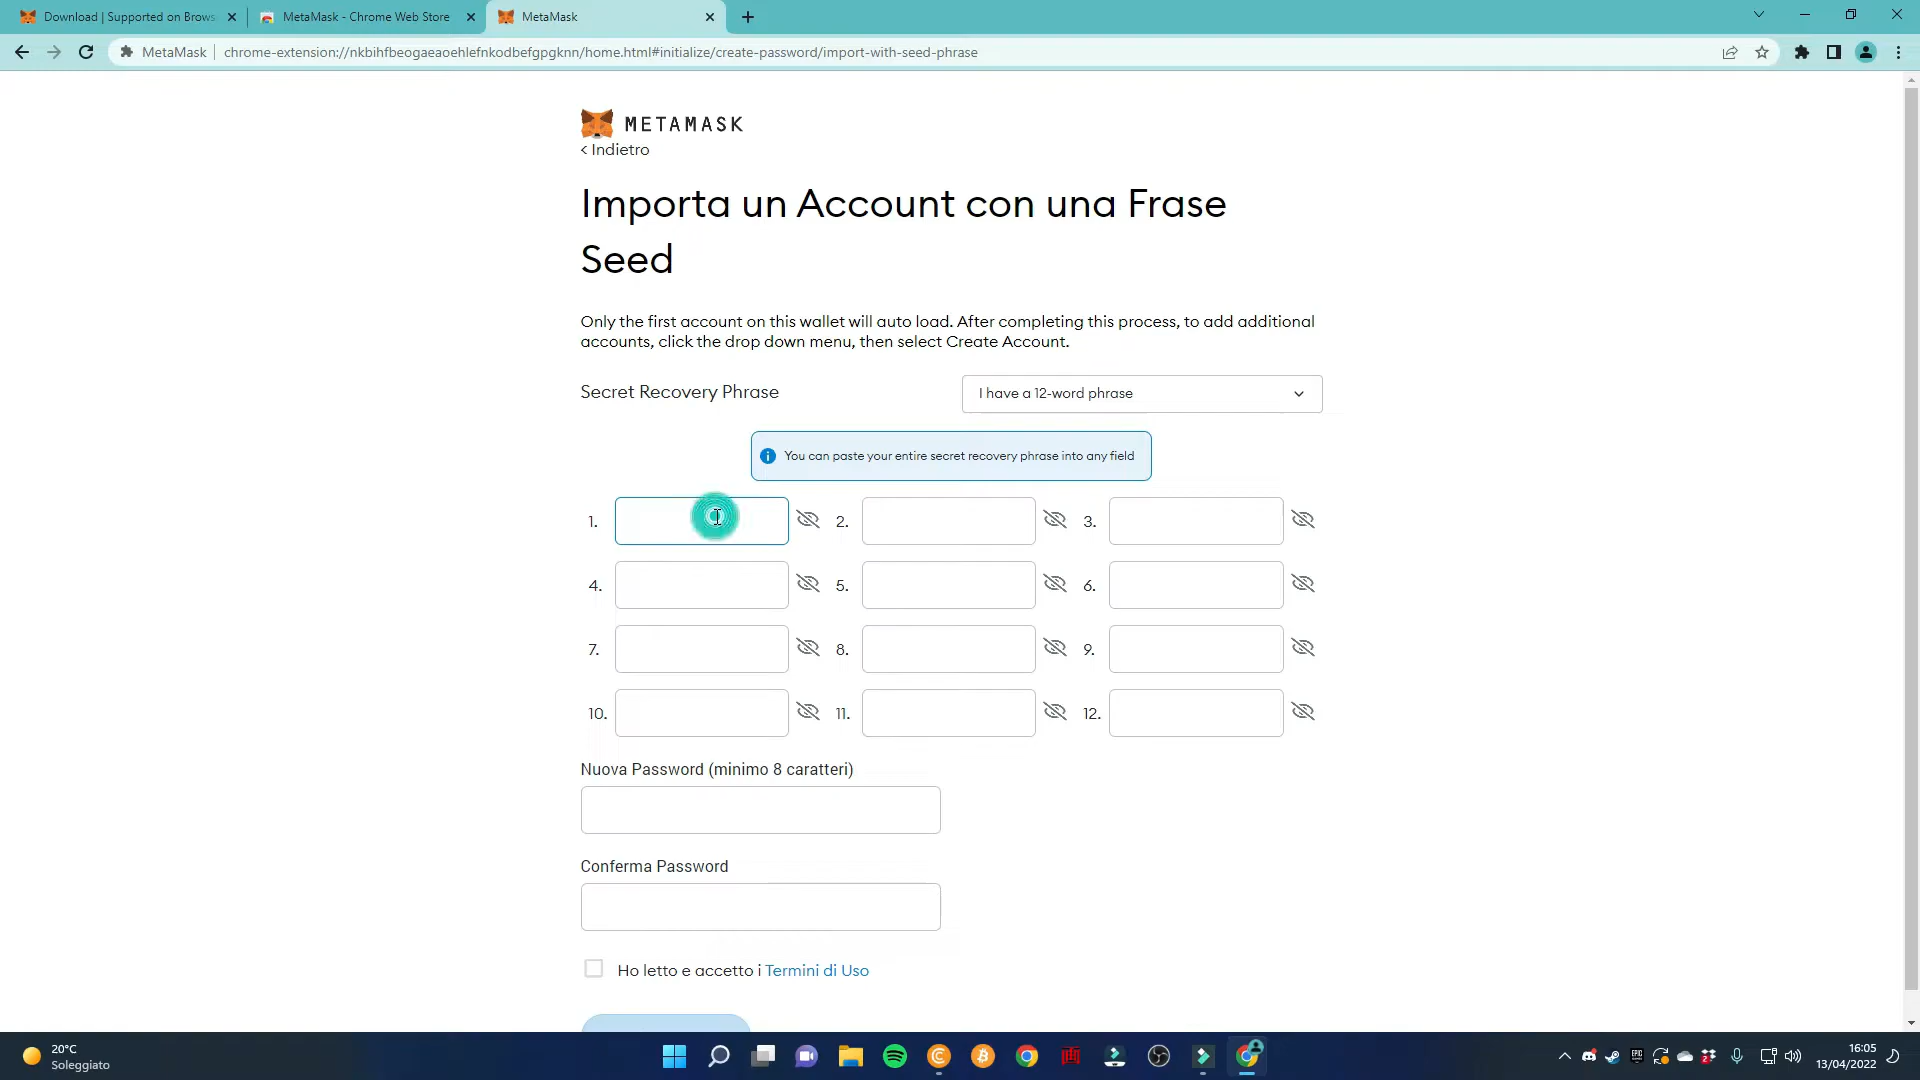 Download | Supported on Brows
MetaMask - Chrome Web Store
MetaMask
MetaMask
chrome-extension://nkbihfbeogaeaoehlefnkodbefgpgknn/home.html#initialize/create-password/import-with-seed-phrase
METAMASK
< Indietro
Importa un Account con una Frase
Seed
Only the first account on this wallet will auto load. After completing this process, to add additional
accounts, click the drop down menu, then select Create Account.
Secret Recovery Phrase
I have a 12-word phrase
You can paste your entire secret recovery phrase into any field
1. 2. 3.
4. 5. 6.
7. 8. 9.
10. 11. 12.
Nuova Password (minimo 8 caratteri)
Conferma Password
Ho letto e accetto i Termini di Uso
20°C
Soleggiato
16:05
13/04/2022